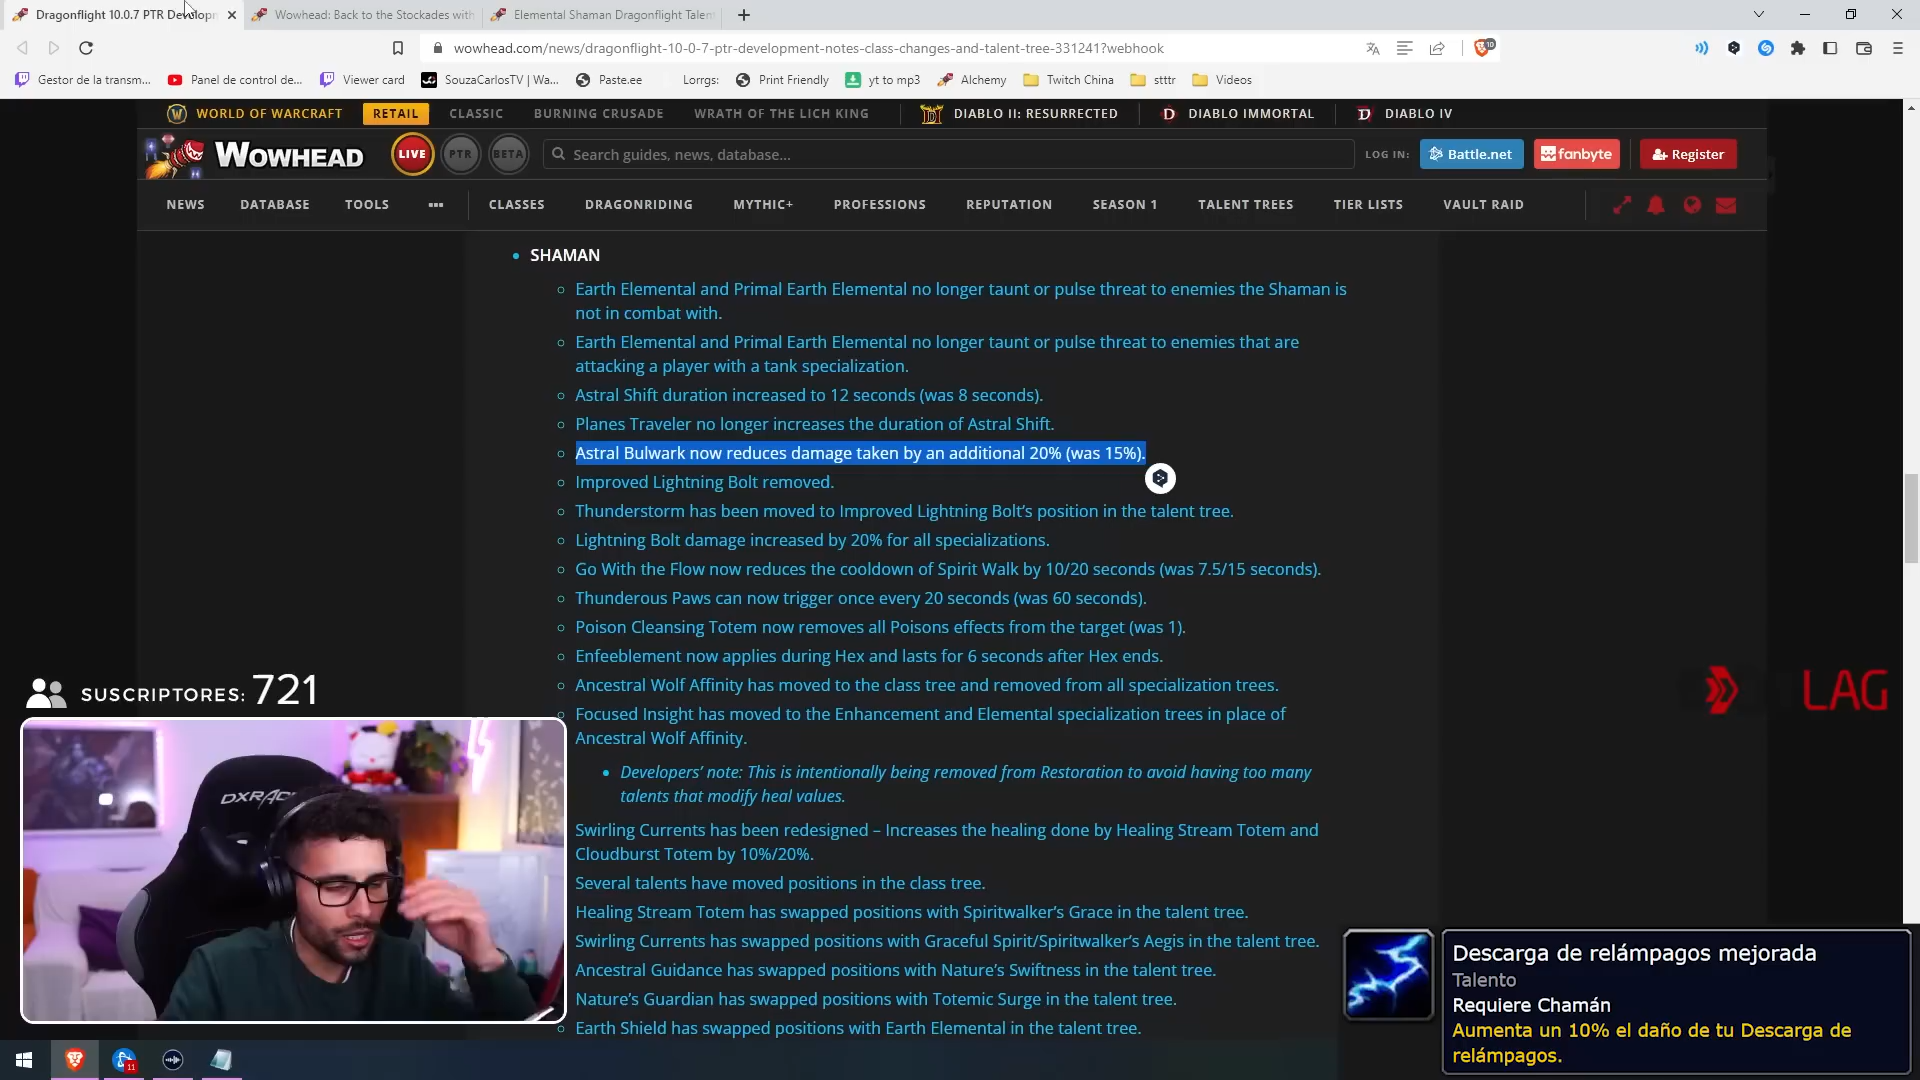 Dragonflight 10.0.7 PTR Developm
Wowhead: Back to the Stockades with
Elemental Shaman Dragonflight Talen
wowhead.com/news/dragonflight-10-0-7-ptr-development-notes-class-changes-and-talent-tree-331241?webhook
10
Gestor de la transm...
Panel de control de...
Viewer card
SouzaCarlosTV | Wa...
Paste.ee
Lorrgs:
Print Friendly
yt to mp3
Alchemy
Twitch China
stttr
Videos
WORLD OF WARCRAFT
RETAIL
CLASSIC
BURNING CRUSADE
WRATH OF THE LICH KING
DIABLO II: RESURRECTED
DIABLO IMMORTAL
DIABLO IV
WOWHEAD
LIVE
PTR
BETA
Search guides, news, database...
LOG IN:
Battle.net
fanbyte
Register
NEWS
DATABASE
TOOLS
CLASSES
DRAGONRIDING
MYTHIC+
PROFESSIONS
REPUTATION
SEASON 1
TALENT TREES
TIER LISTS
VAULT RAID
SHAMAN
Earth Elemental and Primal Earth Elemental no longer taunt or pulse threat to enemies the Shaman is
not in combat with.
Earth Elemental and Primal Earth Elemental no longer taunt or pulse threat to enemies that are
attacking a player with a tank specialization.
Astral Shift duration increased to 12 seconds (was 8 seconds).
Planes Traveler no longer increases the duration of Astral Shift.
Astral Bulwark now reduces damage taken by an additional 20% (was 15%).
Improved Lightning Bolt removed.
Thunderstorm has been moved to Improved Lightning Bolt's position in the talent tree.
Lightning Bolt damage increased by 20% for all specializations.
Go With the Flow now reduces the cooldown of Spirit Walk by 10/20 seconds (was 7.5/15 seconds).
Thunderous Paws can now trigger once every 20 seconds (was 60 seconds).
Poison Cleansing Totem now removes all Poisons effects from the target (was 1).
Enfeeblement now applies during Hex and lasts for 6 seconds after Hex ends.
Ancestral Wolf Affinity has moved to the class tree and removed from all specialization trees.
Focused Insight has moved to the Enhancement and Elemental specialization trees in place of
Ancestral Wolf Affinity.
Developers' note: This is intentionally being removed from Restoration to avoid having too many
talents that modify heal values.
Swirling Currents has been redesigned – Increases the healing done by Healing Stream Totem and
Cloudburst Totem by 10%/20%.
Several talents have moved positions in the class tree.
Healing Stream Totem has swapped positions with Spiritwalker's Grace in the talent tree.
Swirling Currents has swapped positions with Graceful Spirit/Spiritwalker's Aegis in the talent tree.
Ancestral Guidance has swapped positions with Nature's Swiftness in the talent tree.
Nature's Guardian has swapped positions with Totemic Surge in the talent tree.
Earth Shield has swapped positions with Earth Elemental in the talent tree.
SUSCRIPTORES: 721
LAG
Descarga de relámpagos mejorada
Talento
Requiere Chamán
Aumenta un 10% el daño de tu Descarga de
relámpagos.
11